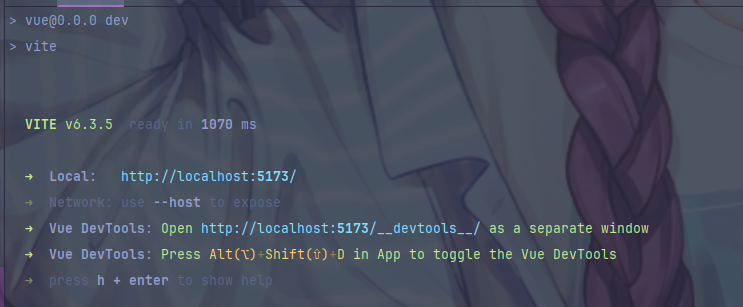 > vue@0.0.0 dev
> vite
VITE v6.3.5  ready in 1070 ms
➜  Local:   http://localhost:5173/
➜  Network: use --host to expose
➜  Vue DevTools: Open http://localhost:5173/__devtools__/ as a separate window
➜  Vue DevTools: Press Alt(⌥)+Shift(⇧)+D in App to toggle the Vue DevTools
➜  press h + enter to show help